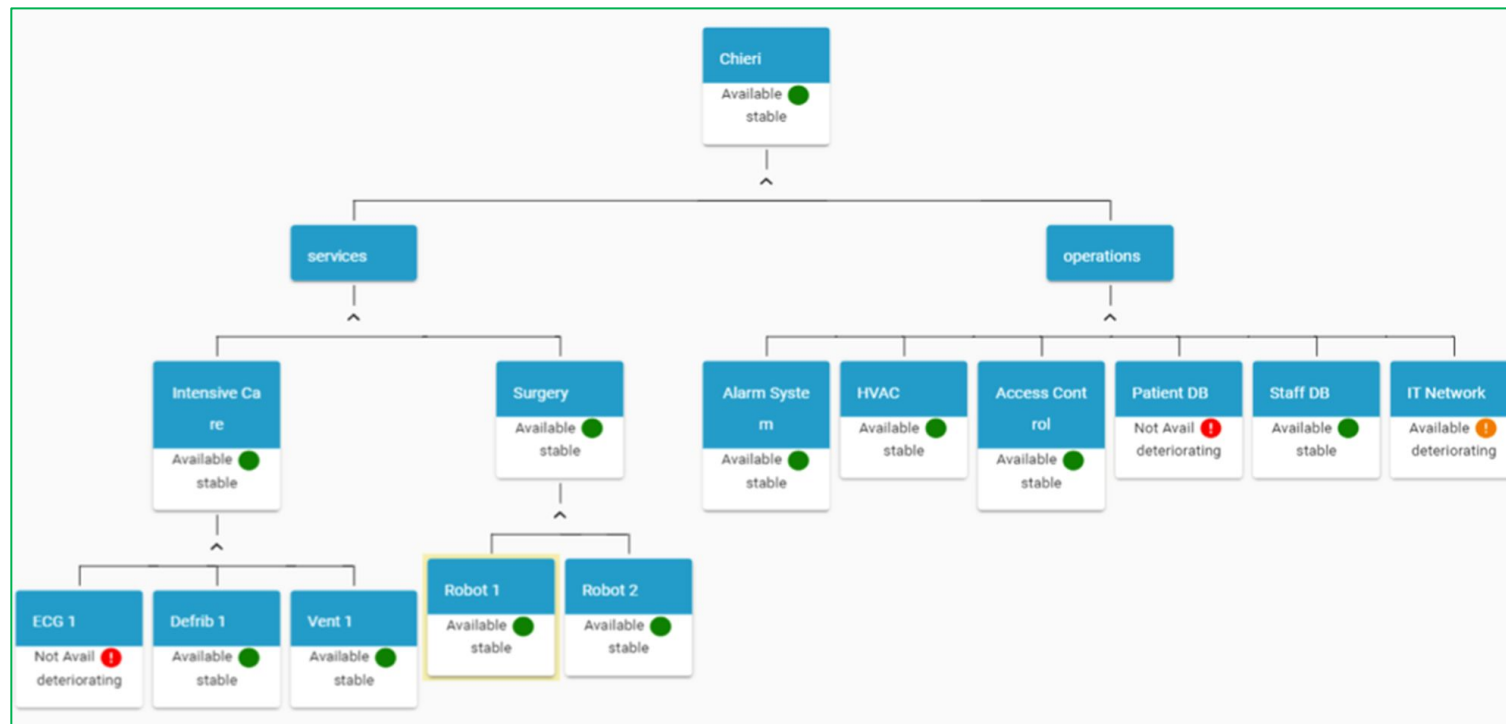 Chieri
Available
stable
services
operations
Intensive Ca
re
Available
stable
Surgery
Available
stable
Alarm Syste
m
Available
stable
HVAC
Available
stable
Access Cont
rol
Available
stable
Patient DB
Not Avail
deteriorating
Staff DB
Available
stable
IT Network
Available
deteriorating
ECG 1
Not Avail
deteriorating
Defrib 1
Available
stable
Vent 1
Available
stable
Robot 1
Available
stable
Robot 2
Available
stable